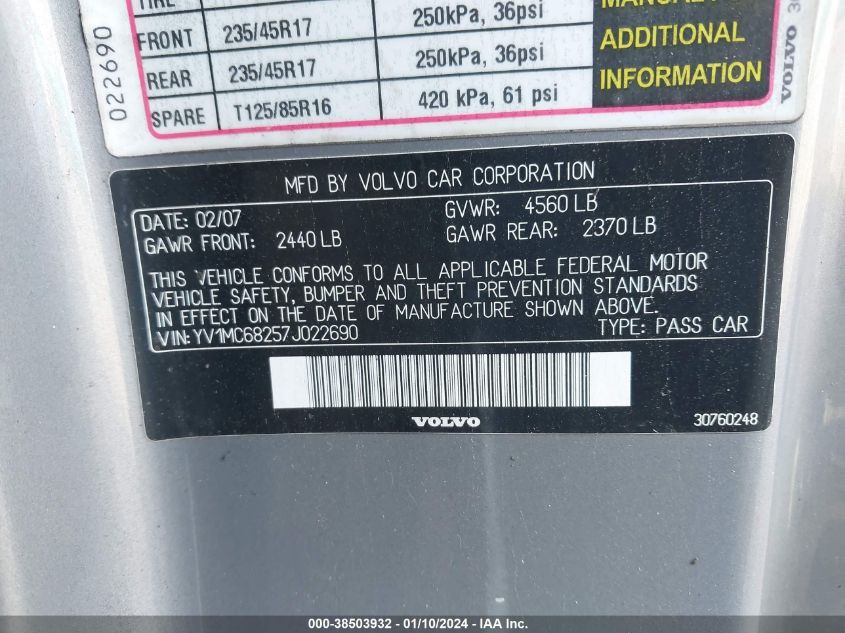 TIRE
MANUAL FOR
FRONT 235/45R17 250kPa, 36psi
ADDITIONAL
REAR 235/45R17 250kPa, 36psi
INFORMATION
SPARE T125/85R16 420 kPa, 61 psi
022690
VOLVO
MFD BY VOLVO CAR CORPORATION
DATE: 02/07 GVWR: 4560 LB
GAWR FRONT: 2440 LB GAWR REAR: 2370 LB
THIS VEHICLE CONFORMS TO ALL APPLICABLE FEDERAL MOTOR
VEHICLE SAFETY, BUMPER AND THEFT PREVENTION STANDARDS
IN EFFECT ON THE DATE OF MANUFACTURE SHOWN ABOVE.
VIN: YV1MC68257J022690 TYPE: PASS CAR
VOLVO 30760248
000-38503932 - 01/10/2024 - IAA Inc.